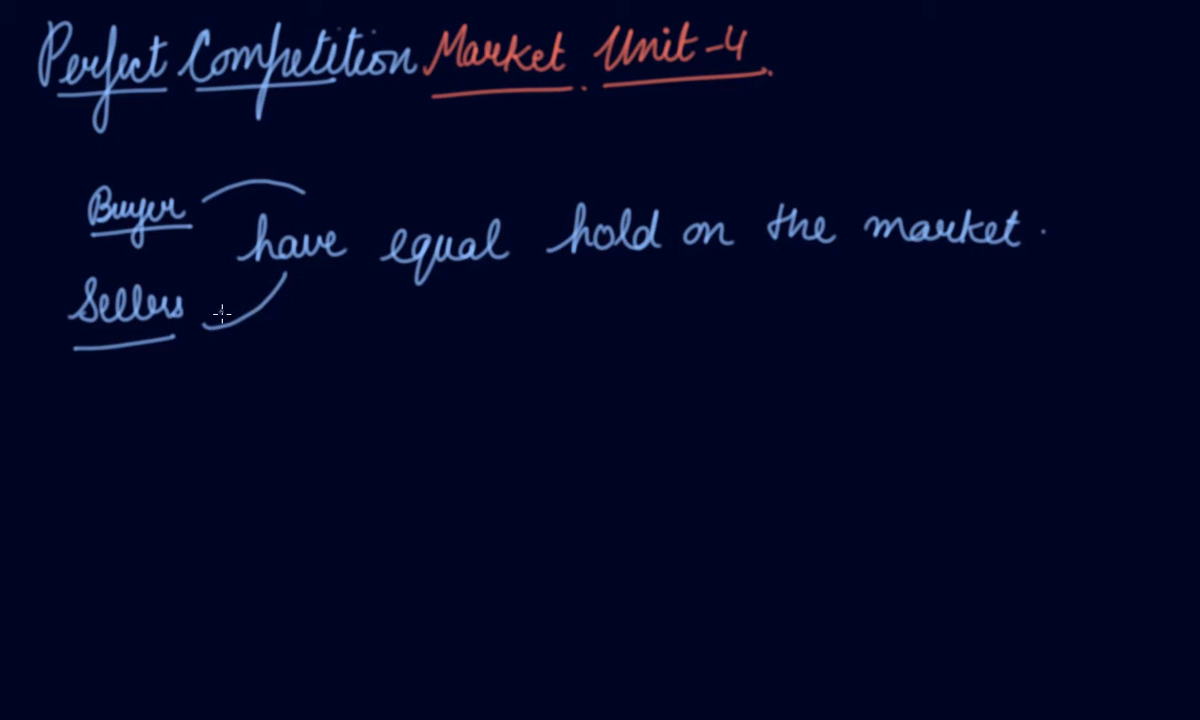 Perfect Competition Market Unit-4
Buyer
have equal hold on the market.
Sellers